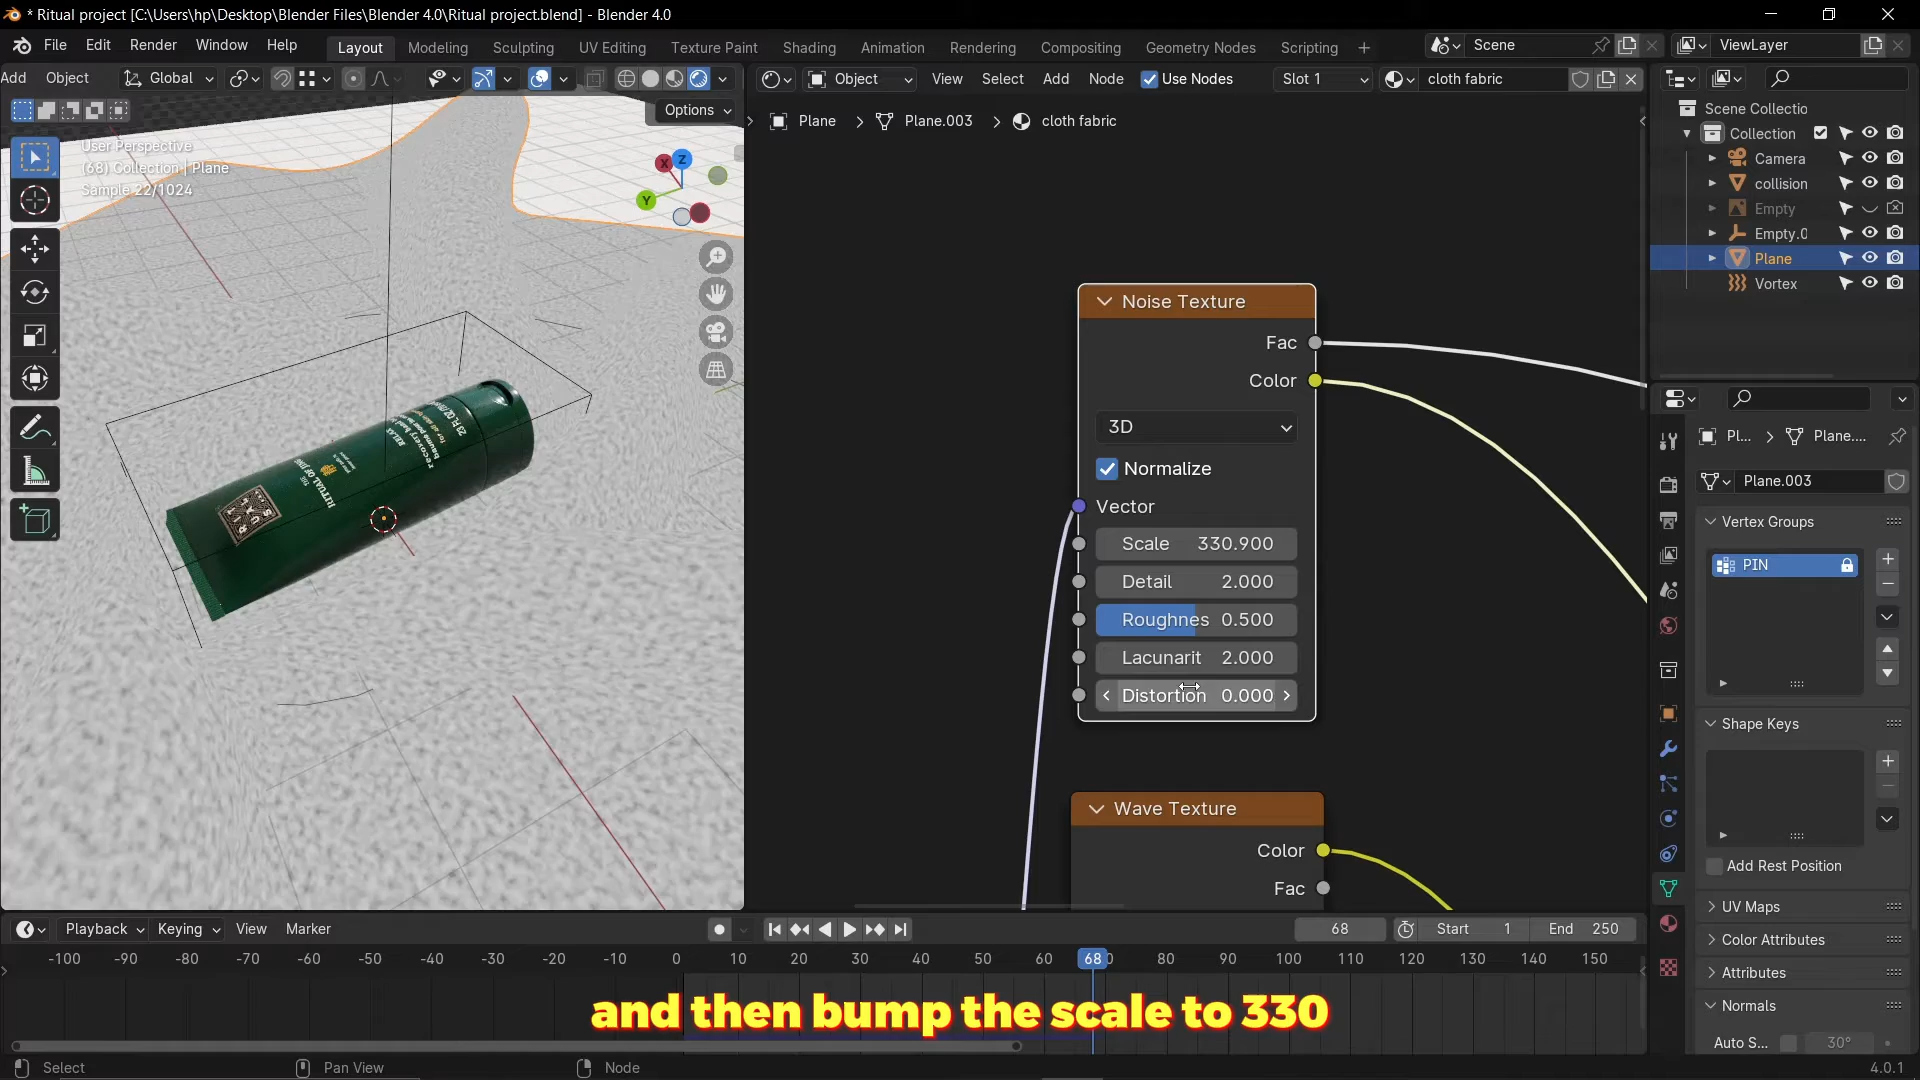 * Ritual project [C:\Users\hp\Desktop\Blender Files\Blender 4.0\Ritual project.blend] - Blender 4.0
File Edit Render Window Help Layout Modeling Sculpting UV Editing Texture Paint Shading Animation Rendering Compositing Geometry Nodes Scripting + Scene ViewLayer
Add Object Global Object View Select Add Node Use Nodes Slot 1 cloth fabric
Options
Plane > Plane.003 > cloth fabric
User Perspective
(68) Collection | Plane
Sample 22/1024
X Z
Y
Scene Collectio
Collection
Camera
collision
Empty
Empty.0
Plane
Vortex
Noise Texture
Fac
Color
3D
Normalize
Vector
Scale 330.900
Detail 2.000
Roughnes 0.500
Lacunarit 2.000
Distortion 0.000
Wave Texture
Color
Fac
RELAX
THE
RITUAL OF JING
Pl... > Plane....
Plane.003
Vertex Groups
PIN
Shape Keys
Add Rest Position
UV Maps
Color Attributes
Attributes
Normals
Auto S... 30°
Playback Keying View Marker 68 Start 1 End 250
-100 -90 -80 -70 -60 -50 -40 -30 -20 -10 0 10 20 30 40 50 60 68 80 90 100 110 120 130 140 150
and then bump the scale to 330
Select Pan View Node 4.0.1